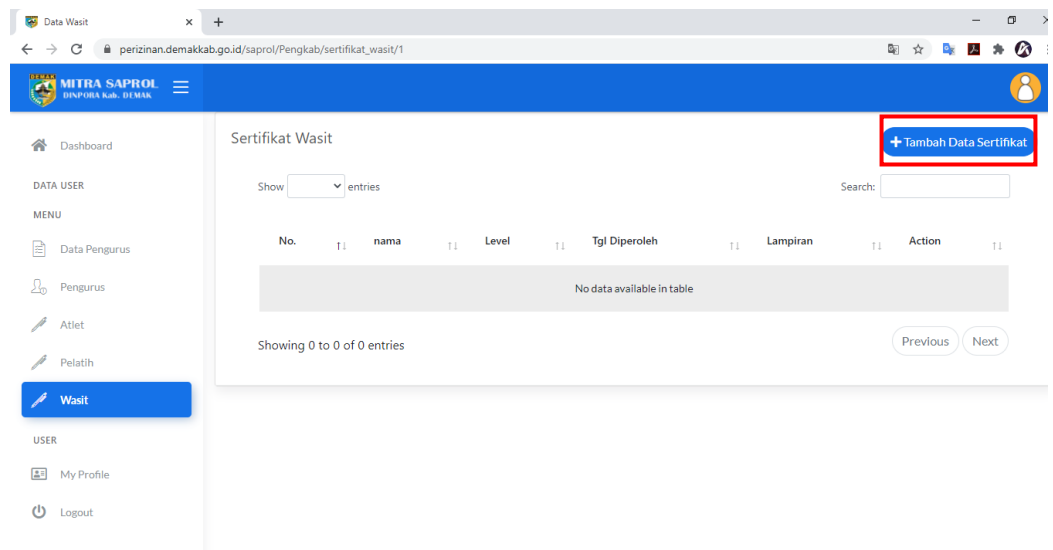 Data Wasit
perizinan.demakkab.go.id/saprol/Pengkab/sertifikat_wasit/1
DEMAK
MITRA SAPROL
DINPORA Kab. DEMAK
Dashboard
DATA USER
MENU
Data Pengurus
Pengurus
Atlet
Pelatih
Wasit
USER
My Profile
Logout
Sertifikat Wasit
+Tambah Data Sertifikat
Show entries
Search:
No. nama Level Tgl Diperoleh Lampiran Action
No data available in table
Showing 0 to 0 of 0 entries
Previous Next